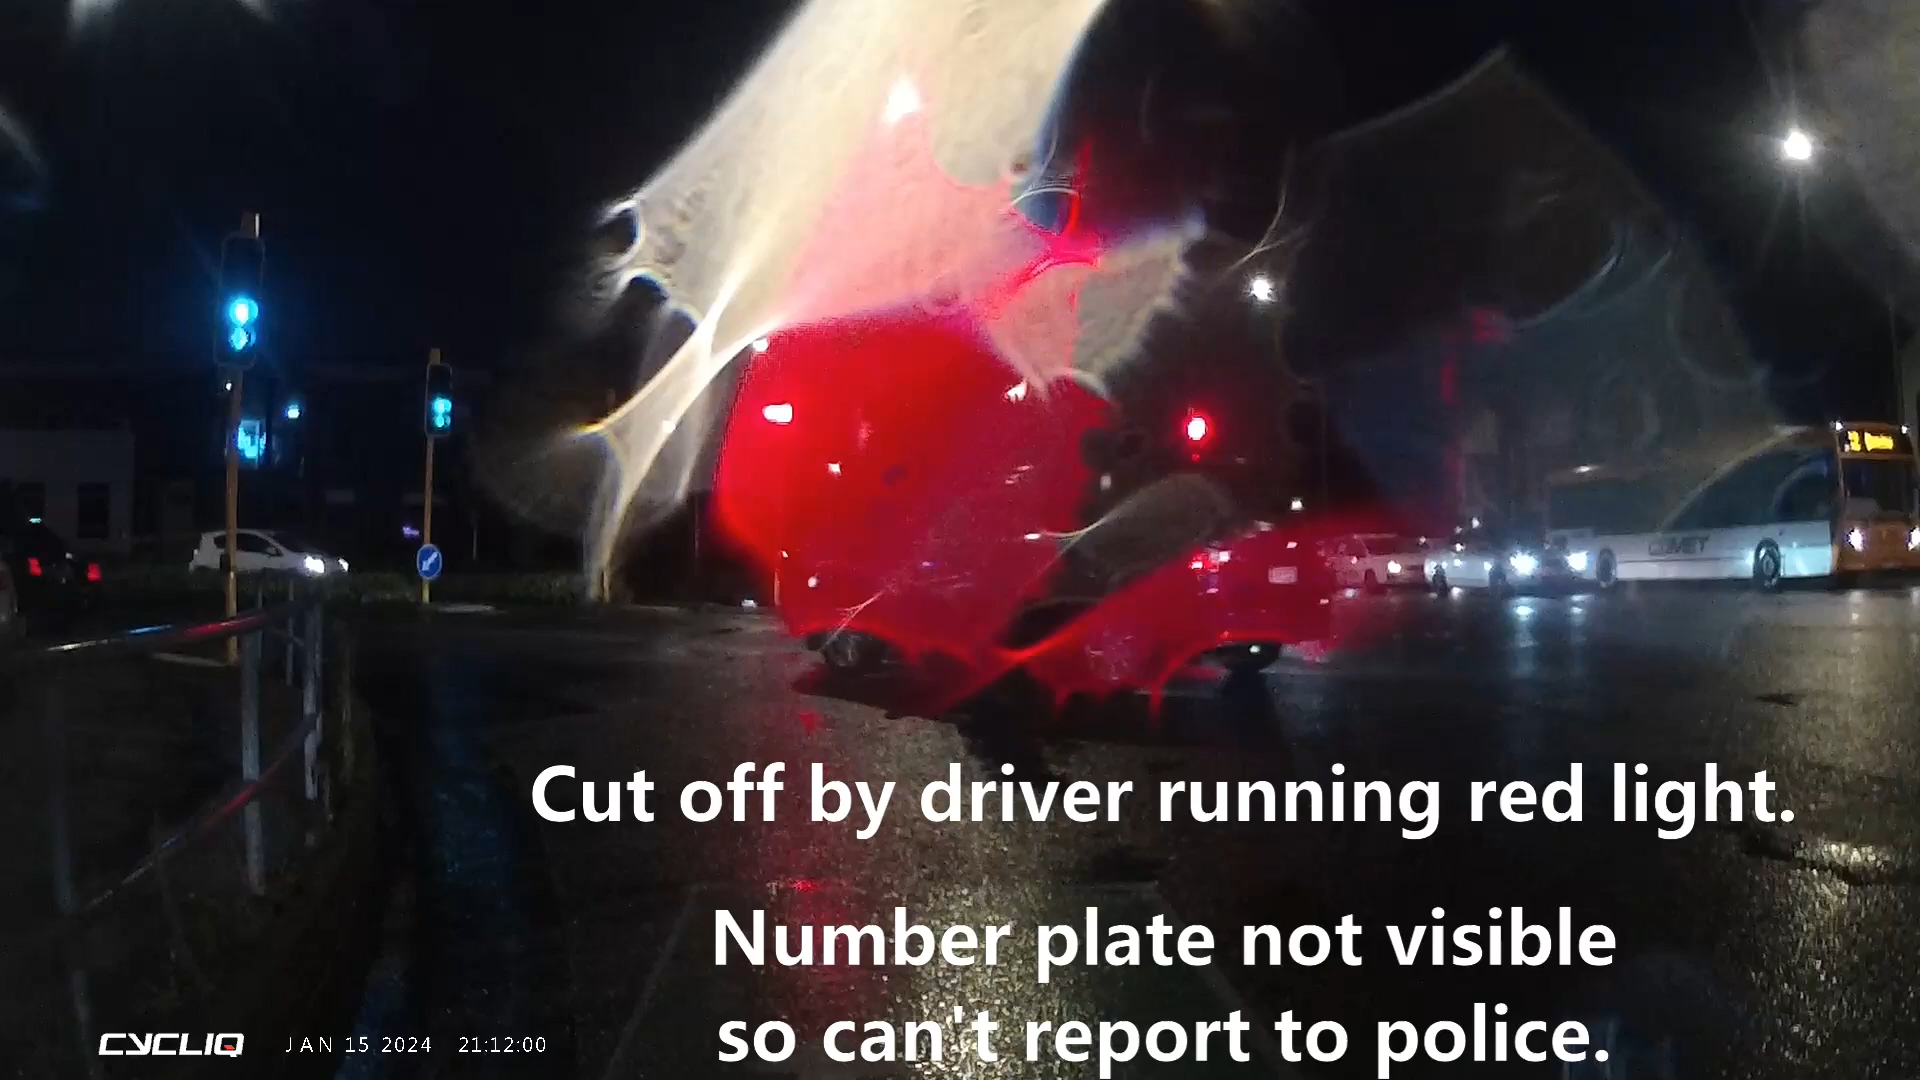 COMET
Cut off by driver running red light.
Number plate not visible
so can't report to police.
CYCLIQ JAN 15 2024 21:12:00